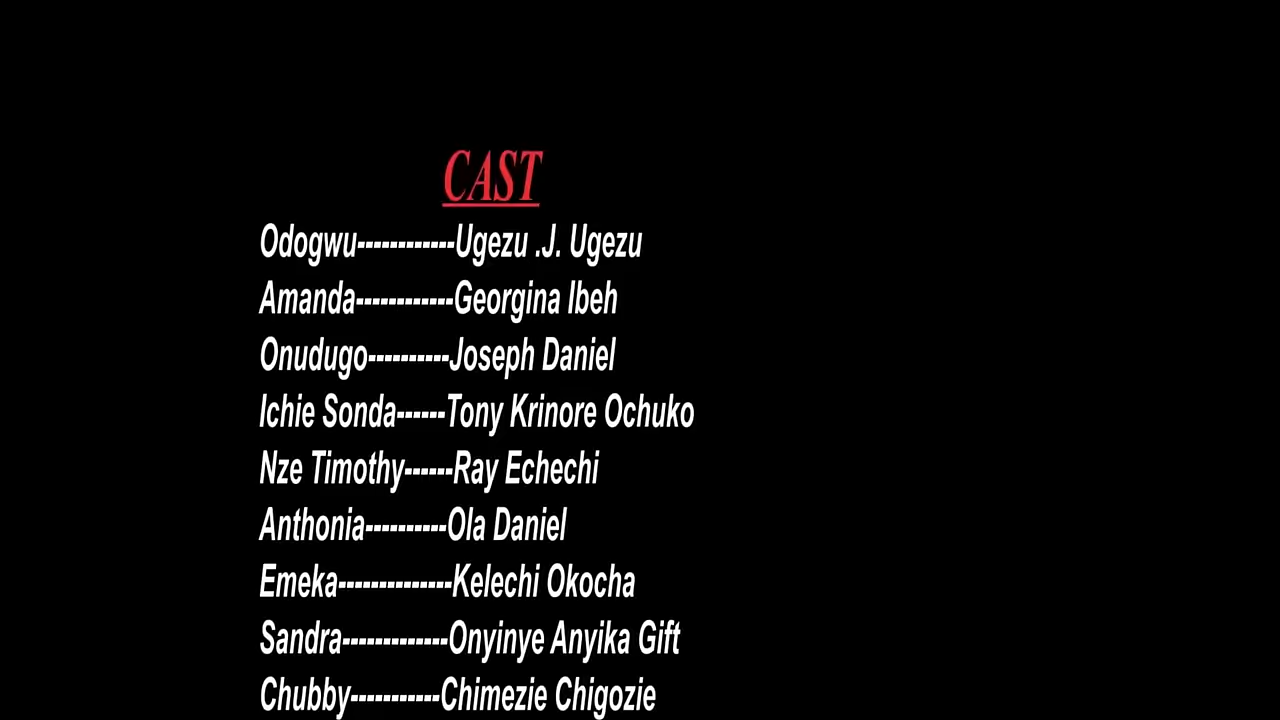 CAST
Odogwu------------Ugezu .J. Ugezu
Amanda------------Georgina Ibeh
Onudugo----------Joseph Daniel
Ichie Sonda------Tony Krinore Ochuko
Nze Timothy------Ray Echechi
Anthonia----------Ola Daniel
Emeka--------------Kelechi Okocha
Sandra-------------Onyinye Anyika Gift
Chubby-----------Chimezie Chigozie